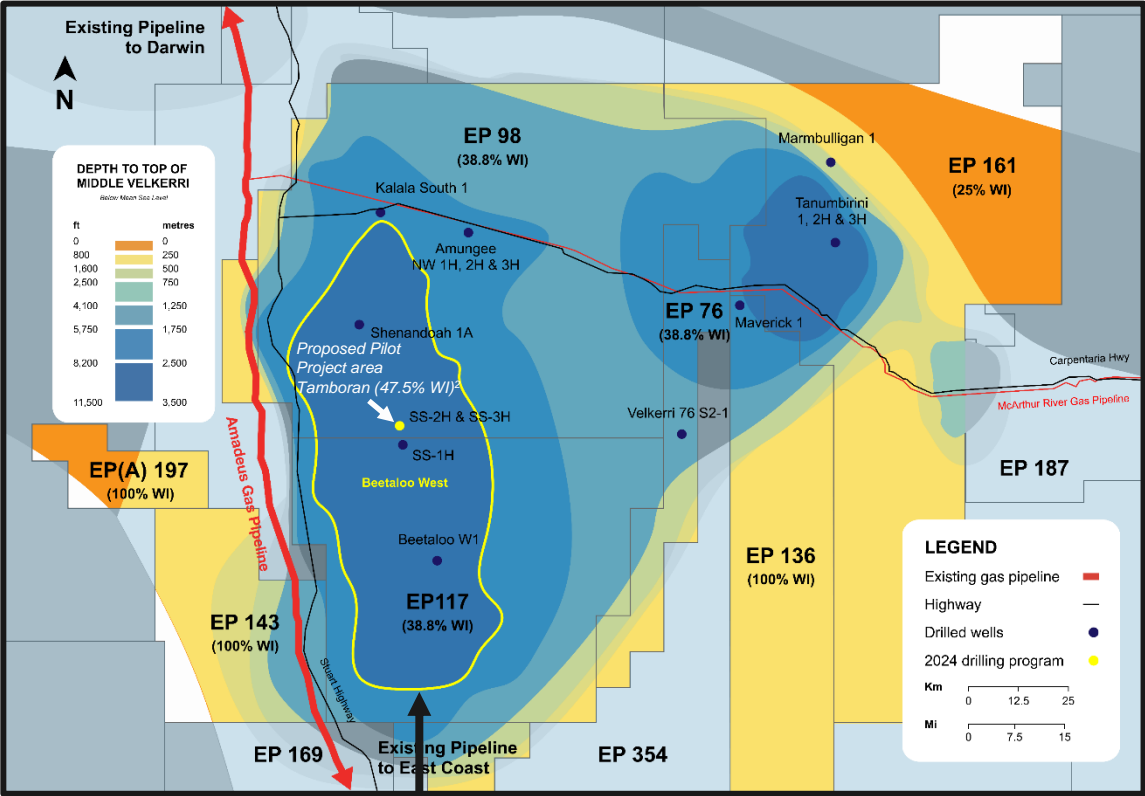 Existing Pipeline
to Darwin
N
DEPTH TO TOP OF
MIDDLE VELKERRI
Below Mean Sea Level
ft metres
0 0
800 250
1,600 500
2,500 750
4,100 1,250
5,750 1,750
8,200 2,500
11,500 3,500
EP 98
(38.8% WI)
Marmbulligan 1
EP 161
(25% WI)
Kalala South 1
Tanumbirini
1, 2H & 3H
Amungee
NW 1H, 2H & 3H
EP 76
(38.8% WI)
Maverick 1
Shenandoah 1A
Proposed Pilot
Project area
Tamboran (47.5% WI)²
Carpentaria Hwy
McArthur River Gas Pipeline
SS-2H & SS-3H
Velkerri 76 S2-1
SS-1H
Amadeus Gas Pipeline
EP(A) 197
(100% WI)
Beetaloo West
EP 187
Beetaloo W1
EP 136
(100% WI)
EP117
(38.8% WI)
EP 143
(100% WI)
Stuart Highway
EP 169
Existing Pipeline
to East Coast
EP 354
LEGEND
Existing gas pipeline
Highway
Drilled wells
2024 drilling program
Km
0 12.5 25
Mi
0 7.5 15